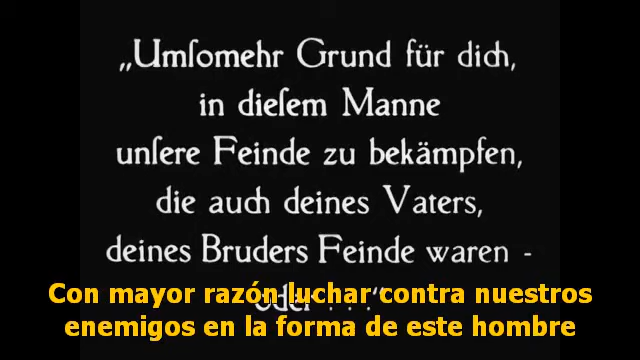 „Umſomehr Grund für dich,
in dieſem Manne
unſere Feinde zu bekämpfen,
die auch deines Vaters,
deines Bruders Feinde waren -
oder . . .“
Con mayor razón luchar contra nuestros
enemigos en la forma de este hombre